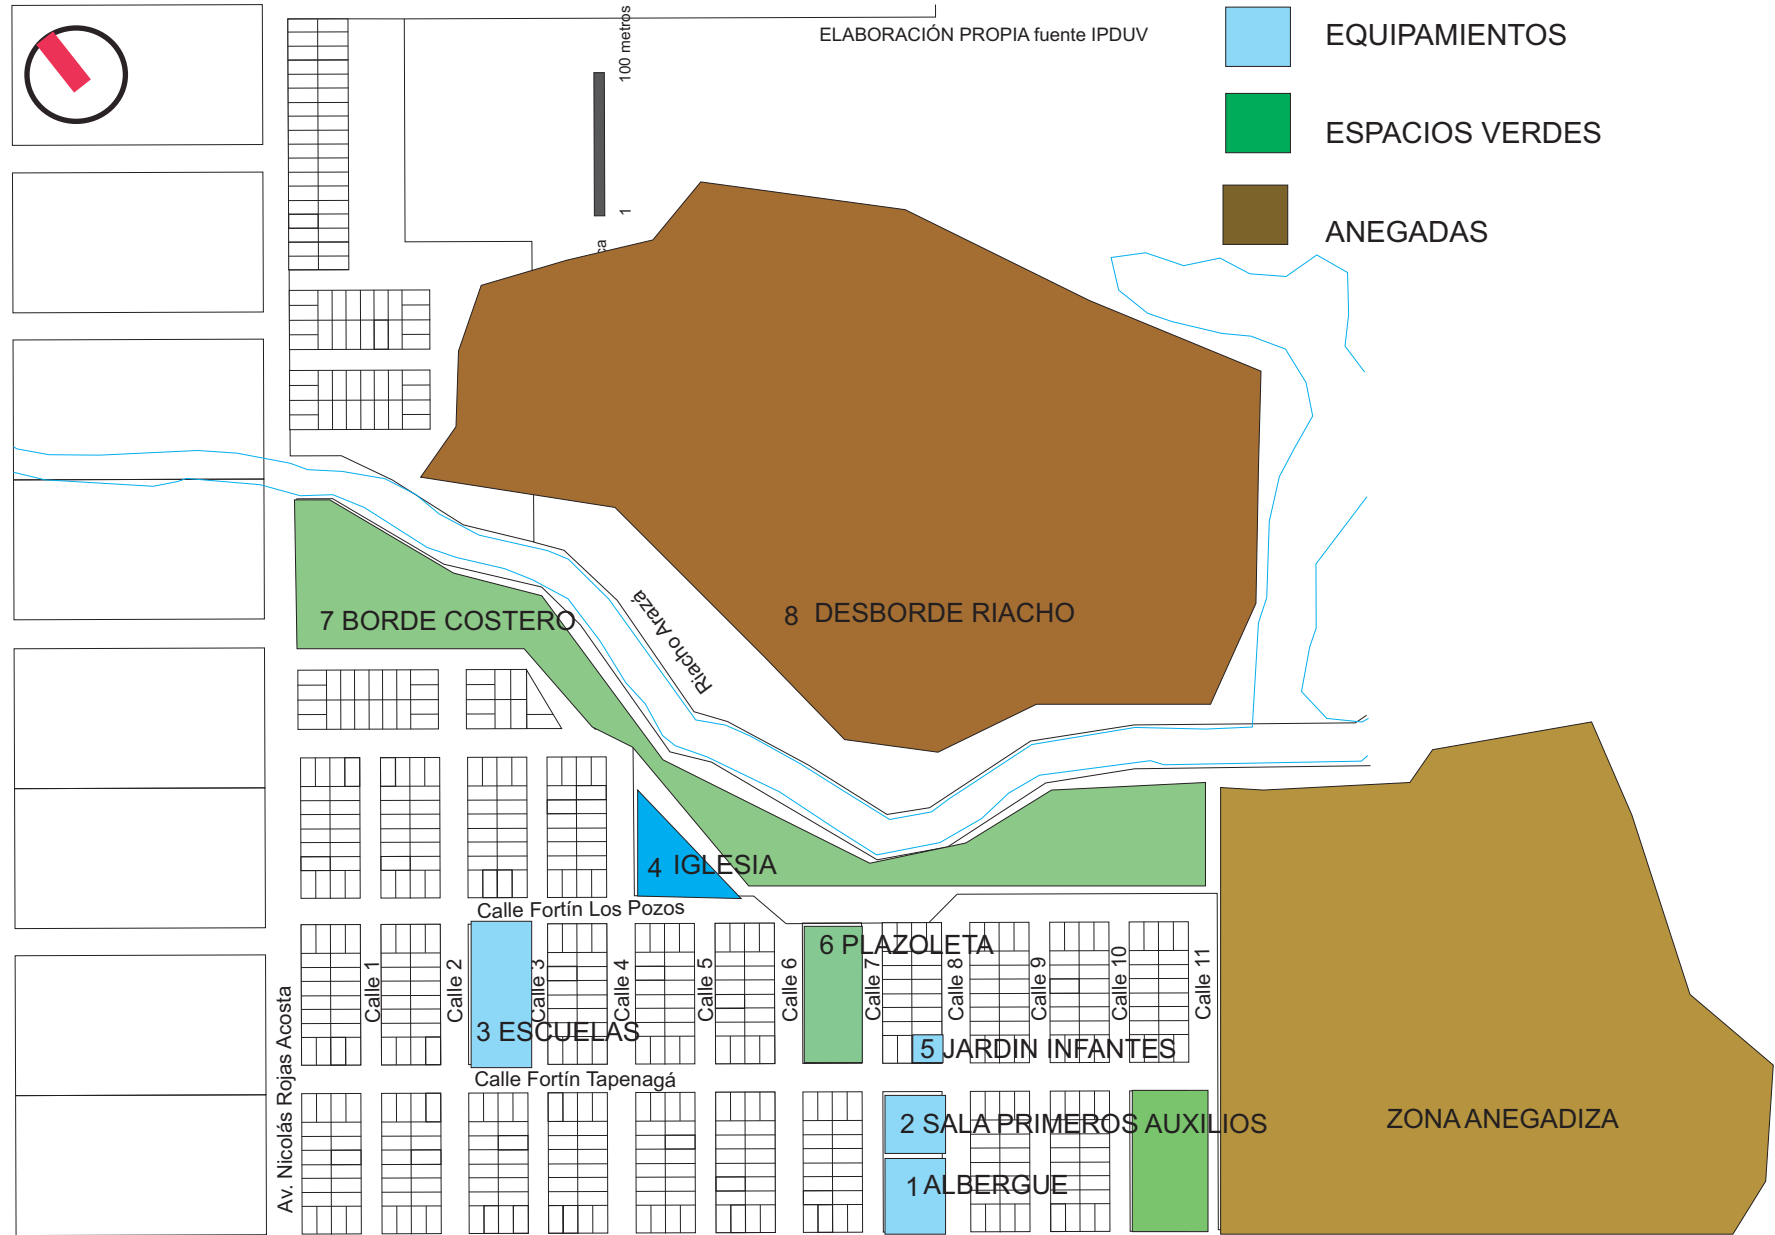 ELABORACIÓN PROPIA fuente IPDUV
100 metros
1
ca
EQUIPAMIENTOS
ESPACIOS VERDES
ANEGADAS
7 BORDE COSTERO
Riacho Arazá
8 DESBORDE RIACHO
4 IGLESIA
Calle Fortín Los Pozos
6 PLAZOLETA
Calle 1
Calle 2
Calle 3
Calle 4
Calle 5
Calle 6
Calle 7
Calle 8
Calle 9
Calle 10
Calle 11
Av. Nicolás Rojas Acosta
3 ESCUELAS
5 JARDIN INFANTES
Calle Fortín Tapenagá
2 SALA PRIMEROS AUXILIOS
ZONA ANEGADIZA
1 ALBERGUE